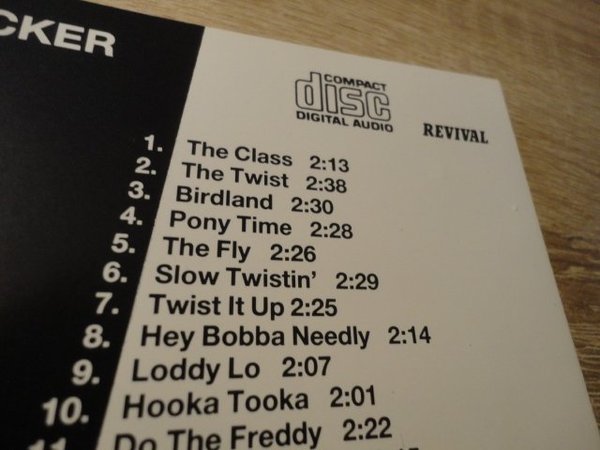 CKER
COMPACT
disc
DIGITAL AUDIO
REVIVAL
1. The Class 2:13
2. The Twist 2:38
3. Birdland 2:30
4. Pony Time 2:28
5. The Fly 2:26
6. Slow Twistin' 2:29
7. Twist It Up 2:25
8. Hey Bobba Needly 2:14
9. Loddy Lo 2:07
10. Hooka Tooka 2:01
11. Do The Freddy 2:22